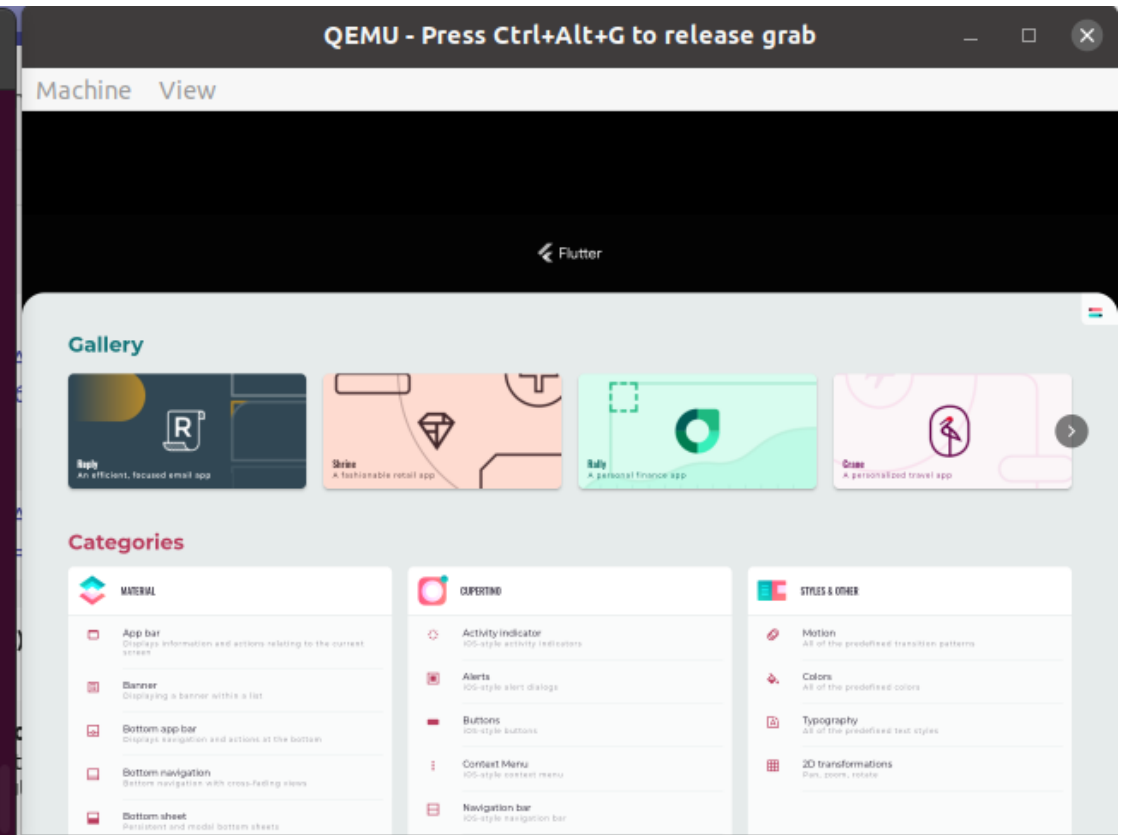 QEMU - Press Ctrl+Alt+G to release grab
Machine View
Flutter
Gallery
R
Reply
An efficient, focused email app
Shrine
A fashionable retail app
Rally
A personal finance app
Crane
A personalized travel app
Categories
MATERIAL
App bar
Displays information and actions relating to the current
screen
Banner
Displaying a banner within a list
Bottom app bar
Displays navigation and actions at the bottom
Bottom navigation
Bottom navigation with cross-fading views
Bottom sheet
Persistent and modal bottom sheets
CUPERTINO
Activity indicator
iOS-style activity indicators
Alerts
iOS-style alert dialogs
Buttons
iOS-style buttons
Context Menu
iOS-style context menu
Navigation bar
iOS-style navigation bar
STYLES & OTHER
Motion
All of the predefined transition patterns
Colors
All of the predefined colors
Typography
All of the predefined text styles
2D transformations
Pan, zoom, rotate